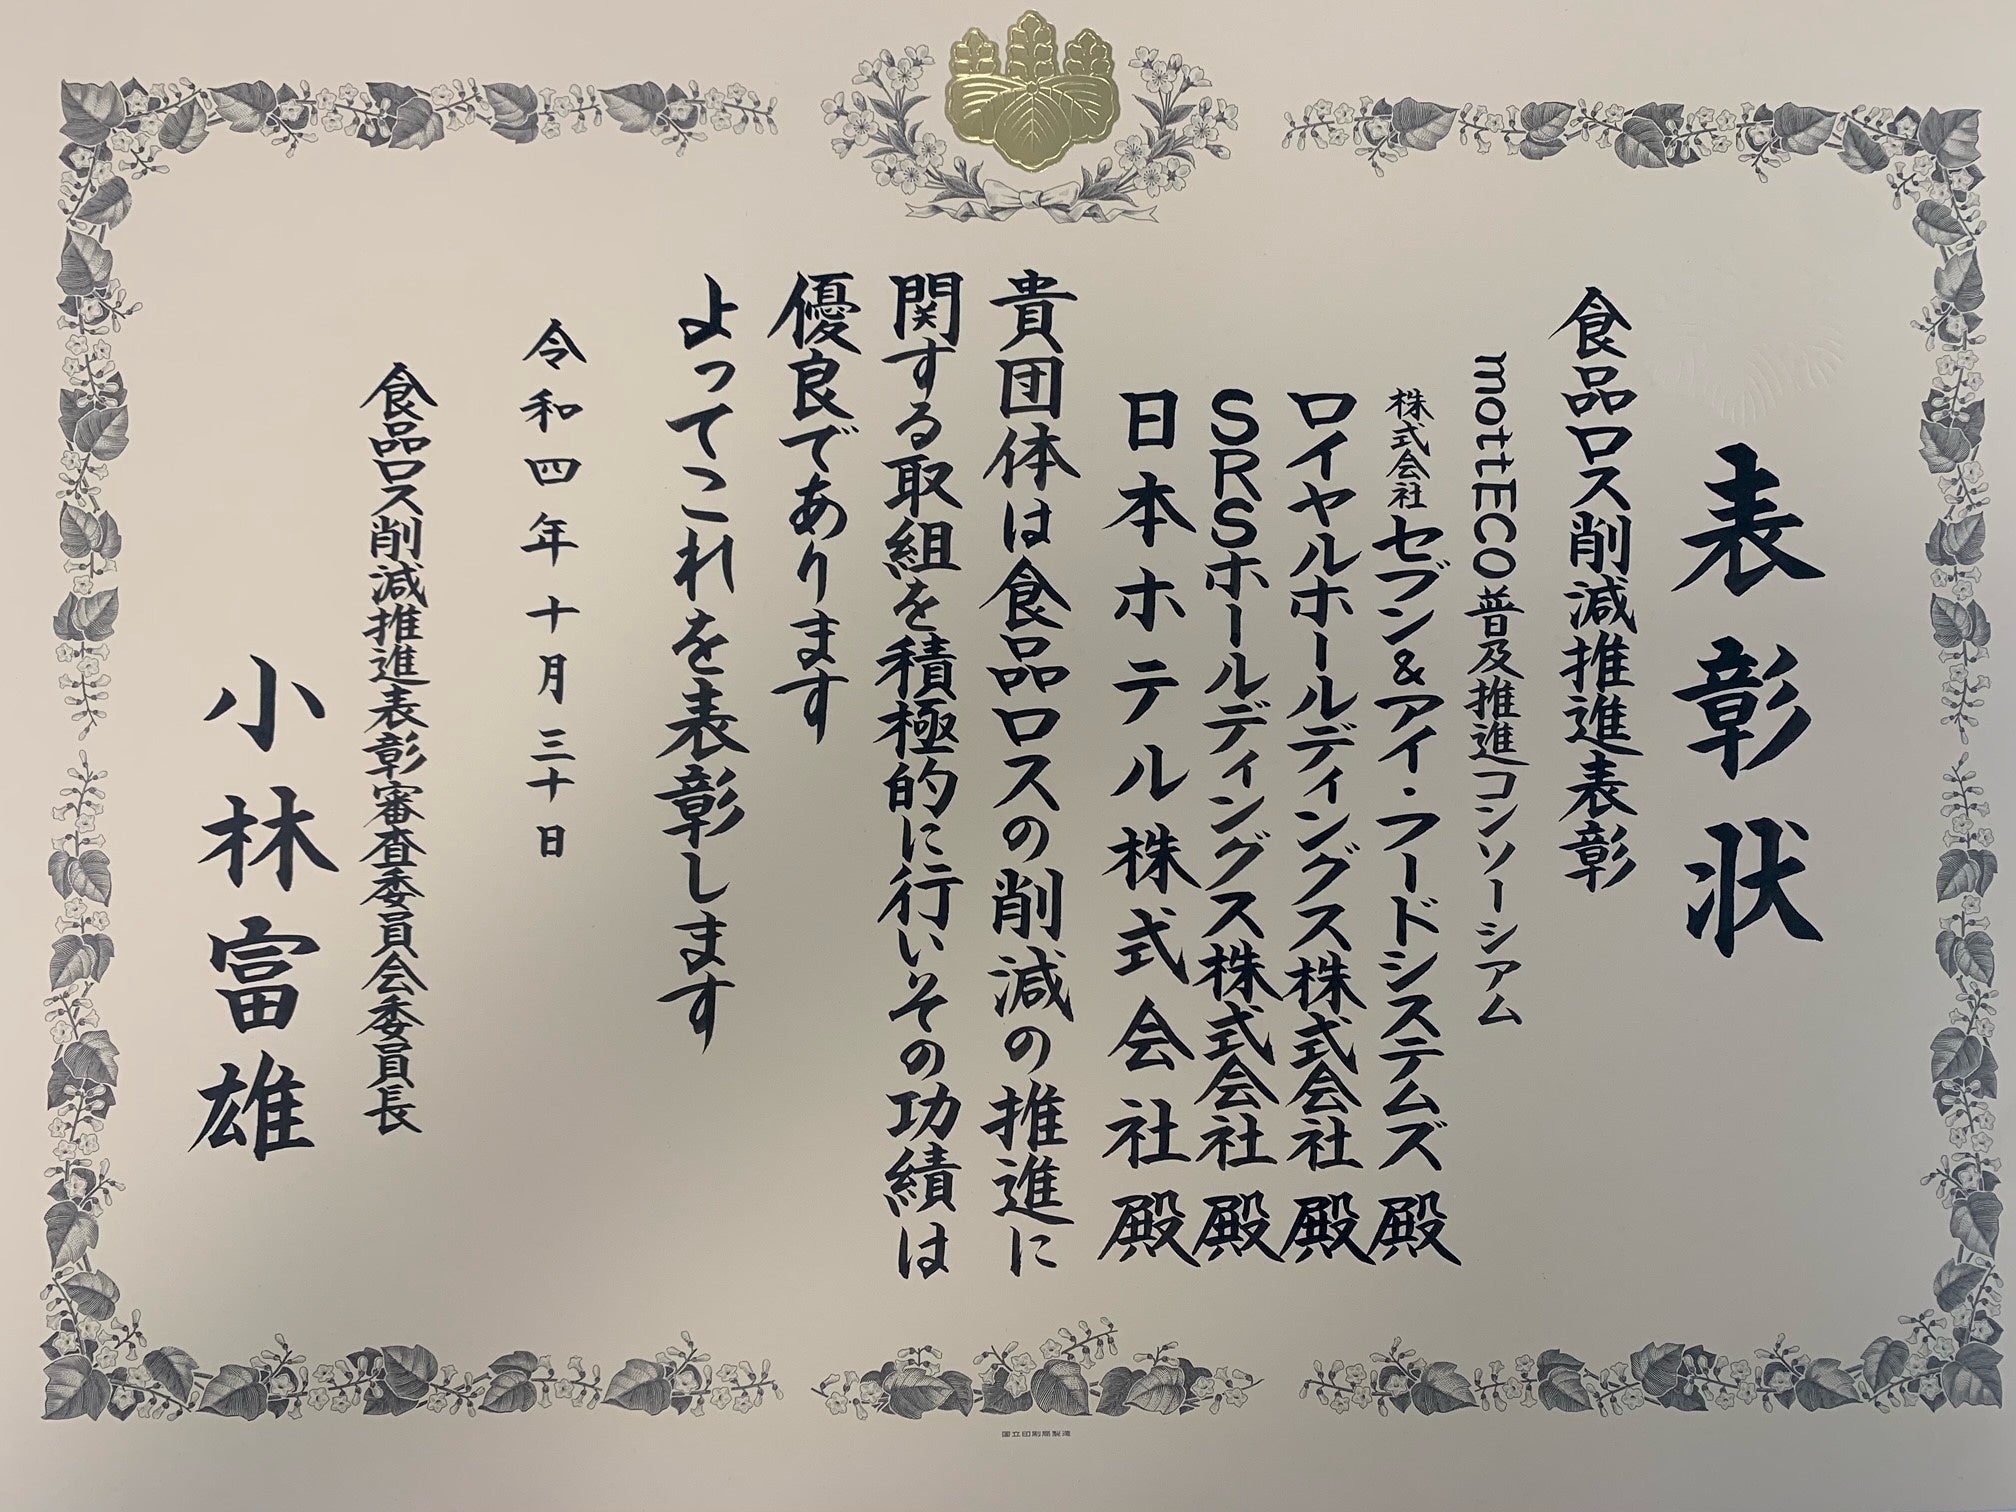 表彰状
食品ロス削減推進表彰
mottECO普及推進コンソーシアム
株式会社セブン&アイ・フードシステムズ殿
ロイヤルホールディングス株式会社殿
SRSホールディングス株式会社殿
日本ホテル株式会社殿
貴団体は食品ロスの削減の推進に
関する取組を積極的に行いその功績は
優良であります
よってこれを表彰します
令和四年十月三十日
食品ロス削減推進表彰審査委員会委員長
小林富雄
国立印刷局製造